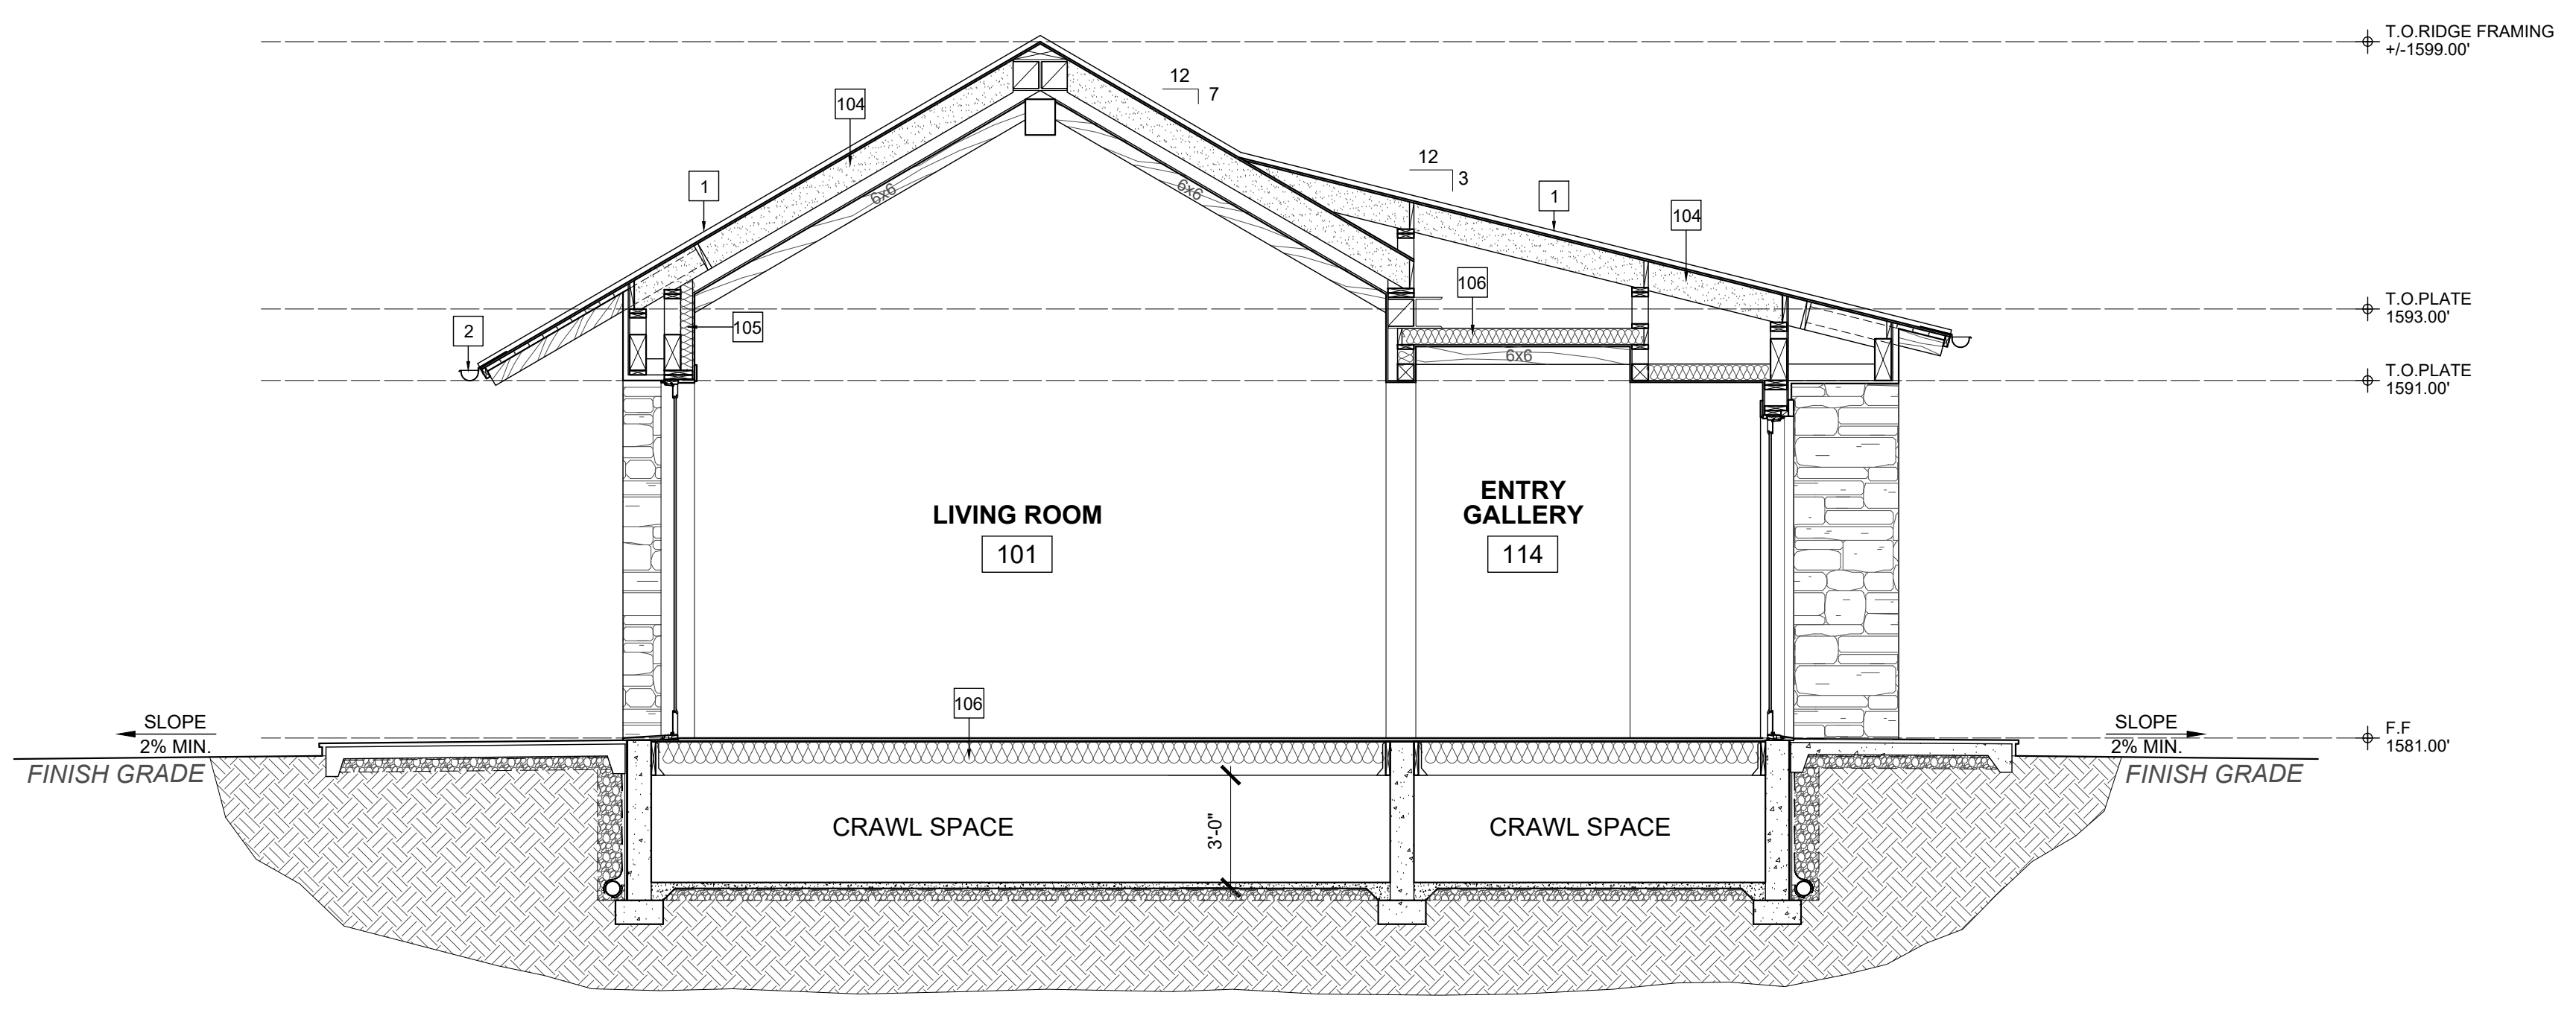 T.O.RIDGE FRAMING
+/-1599.00'
12
7
104
12
3
1
1
104
106
6x6
6x6
T.O.PLATE
1593.00'
105
2
6x6
T.O.PLATE
1591.00'
LIVING ROOM
101
ENTRY
GALLERY
114
106
SLOPE
2% MIN.
FINISH GRADE
SLOPE
2% MIN.
FINISH GRADE
F.F
1581.00'
CRAWL SPACE
3'-0"
CRAWL SPACE